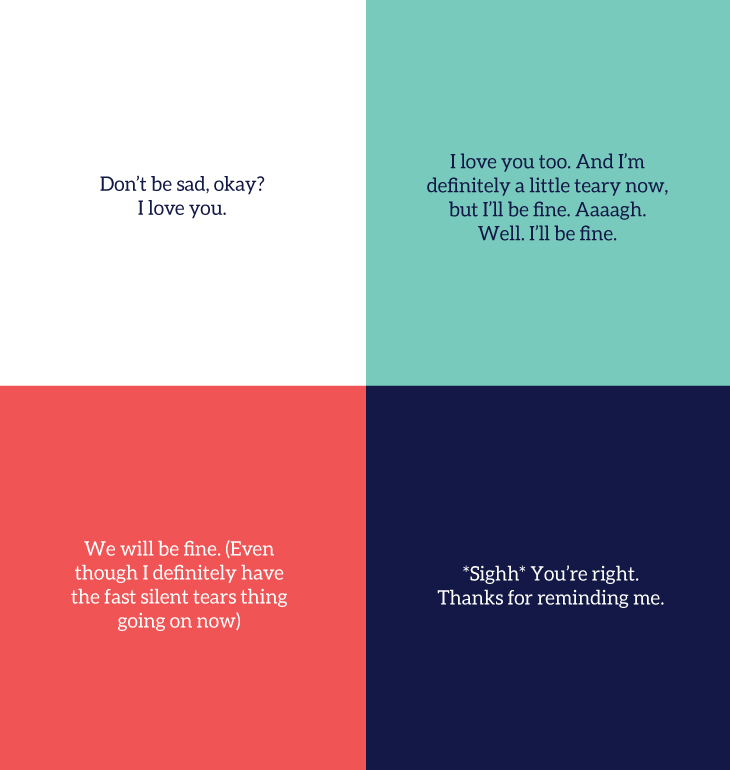 Don’t be sad, okay?
I love you.
I love you too. And I’m
definitely a little teary now,
but I’ll be fine. Aaaagh.
Well. I’ll be fine.
We will be fine. (Even
though I definitely have
the fast silent tears thing
going on now)
*Sighh* You’re right.
Thanks for reminding me.